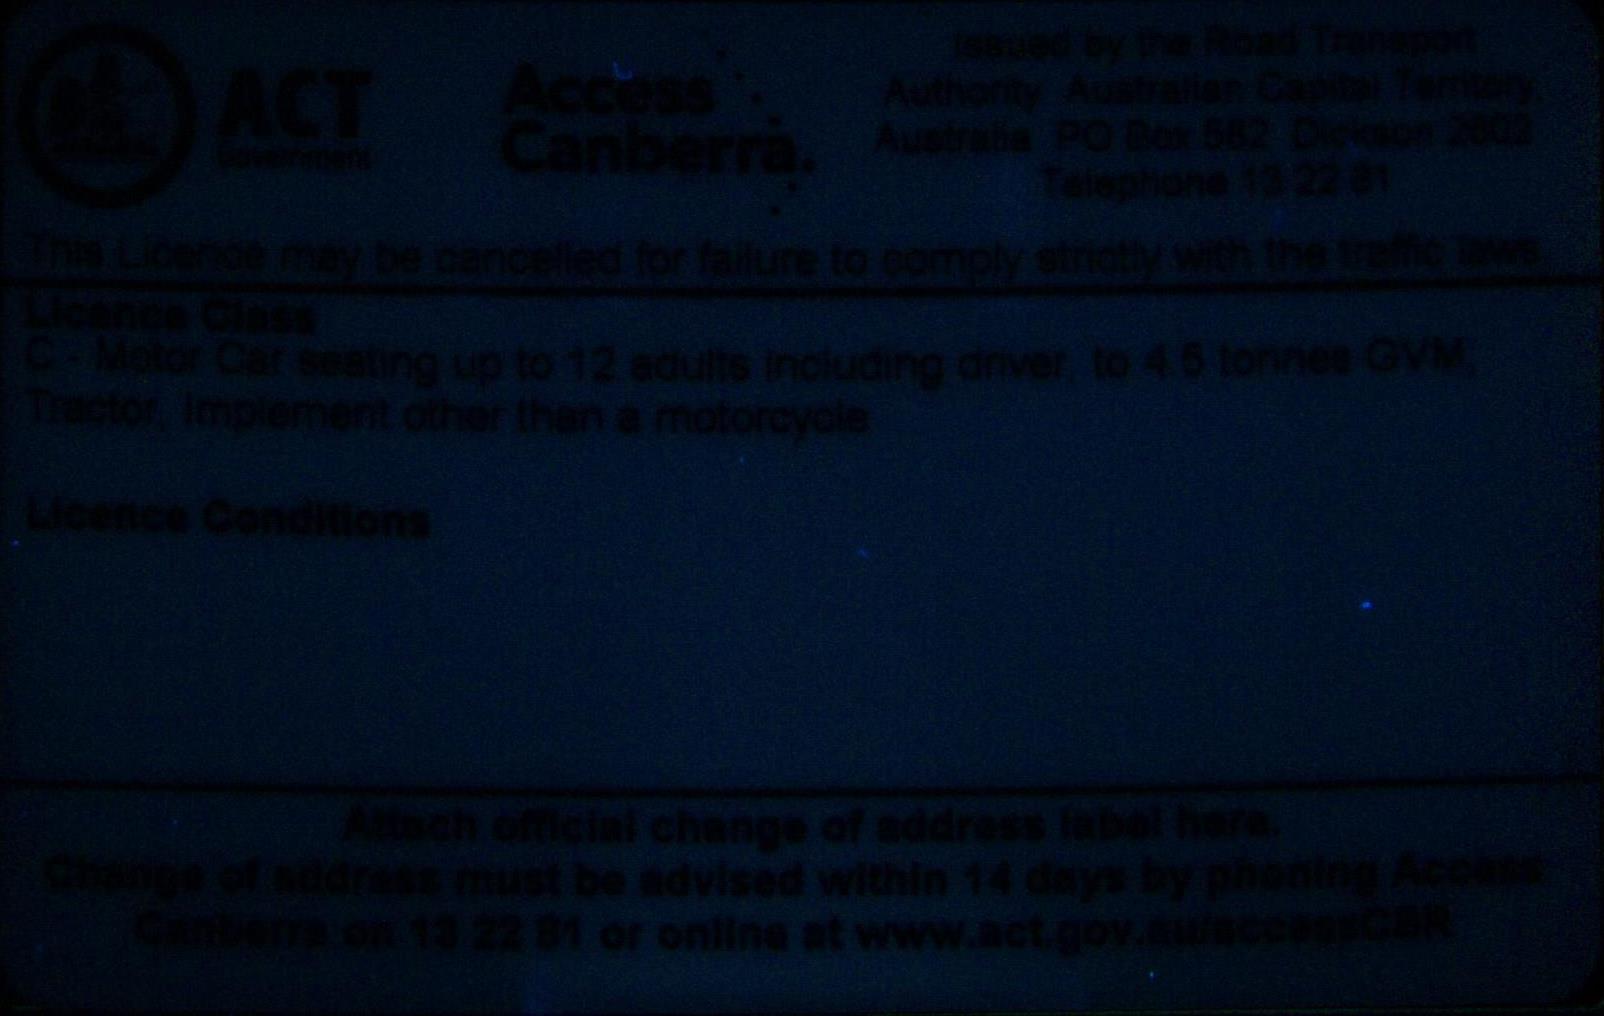 ACT
Government
Access
Canberra.
Issued by the Road Transport
Authority Australian Capital Territory
Australia PO Box 582 Dickson 2602
Telephone 13 22 81
This Licence may be cancelled for failure to comply strictly with the traffic laws
Licence Class
C - Motor Car seating up to 12 adults including driver, to 4.5 tonnes GVM,
Tractor, Implement other than a motorcycle
Licence Conditions
Attach official change of address label here.
Change of address must be advised within 14 days by phoning Access
Canberra on 13 22 81 or online at www.act.gov.au/accessCBR